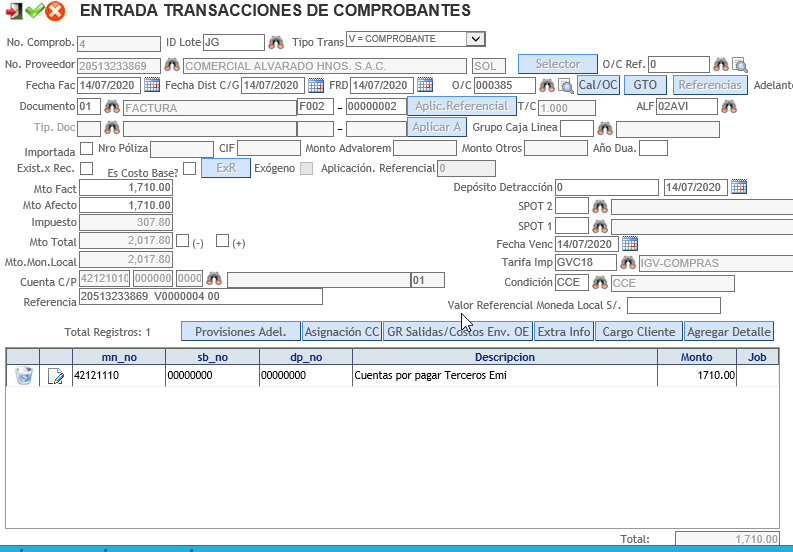 ENTRADA TRANSACCIONES DE COMPROBANTES
No. Comprob. 4 ID Lote JG Tipo Trans V = COMPROBANTE
No. Proveedor 20513233869 COMERCIAL ALVARADO HNOS. S.A.C. SOL Selector O/C Ref. 0
Fecha Fac 14/07/2020 Fecha Dist C/G 14/07/2020 FRD 14/07/2020 O/C 000385 Cal/OC GTO Referencias Adelant
Documento 01 FACTURA F002 - 00000002 Aplic.Referencial T/C 1.000 ALF 02AVI
Tip. Doc - Aplicar A Grupo Caja Linea
Importada Nro Póliza CIF Monto Advalorem Monto Otros Año Dua.
Exist.x Rec. Es Costo Base? ExR Exógeno Aplicación. Referencial 0
Mto Fact 1,710.00 Depósito Detracción 0 14/07/2020
Mto Afecto 1,710.00 SPOT 2
Impuesto 307.80 SPOT 1
Mto Total 2,017.80 (-) (+) Fecha Venc 14/07/2020
Mto.Mon.Local 2,017.80 Tarifa Imp GVC18 IGV-COMPRAS
Cuenta C/P 42121010 000000 0000 01 Condición CCE CCE
Referencia 20513233869 V0000004 00 Valor Referencial Moneda Local S/.
Total Registros: 1 Provisiones Adel. Asignación CC GR Salidas/Costos Env. OE Extra Info Cargo Cliente Agregar Detalle
mn_no sb_no dp_no Descripcion Monto Job
42121110 00000000 00000000 Cuentas por pagar Terceros Emi 1710.00
Total: 1,710.00